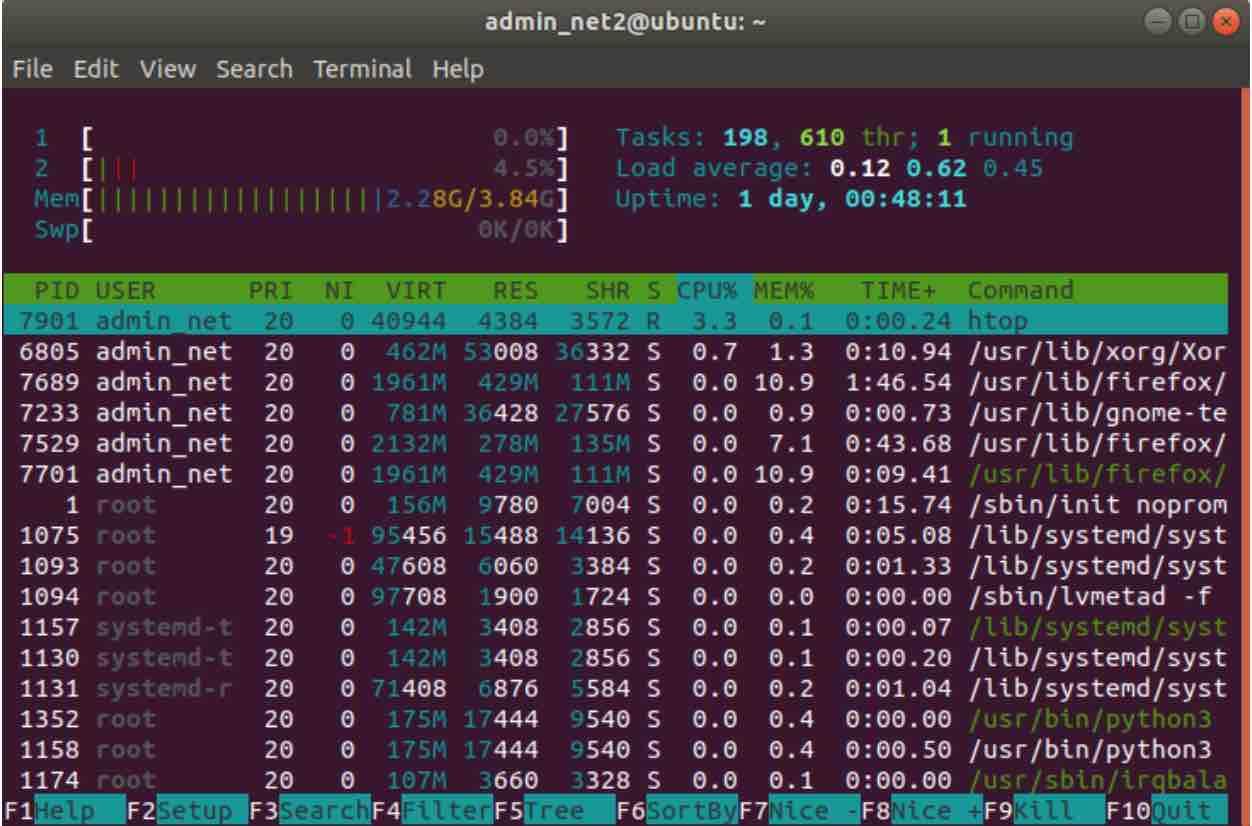 admin_net2@ubuntu: ~
File Edit View Search Terminal Help
1 [ 0.0%] Tasks: 198, 610 thr; 1 running
2 [||| 4.5%] Load average: 0.12 0.62 0.45
Mem[|||||||||||||||||||2.28G/3.84G] Uptime: 1 day, 00:48:11
Swp[ 0K/0K]
PID USER PRI NI VIRT RES SHR S CPU% MEM% TIME+ Command
7901 admin_net 20 0 40944 4384 3572 R 3.3 0.1 0:00.24 htop
6805 admin_net 20 0 462M 53008 36332 S 0.7 1.3 0:10.94 /usr/lib/xorg/Xor
7689 admin_net 20 0 1961M 429M 111M S 0.0 10.9 1:46.54 /usr/lib/firefox/
7233 admin_net 20 0 781M 36428 27576 S 0.0 0.9 0:00.73 /usr/lib/gnome-te
7529 admin_net 20 0 2132M 278M 135M S 0.0 7.1 0:43.68 /usr/lib/firefox/
7701 admin_net 20 0 1961M 429M 111M S 0.0 10.9 0:09.41 /usr/lib/firefox/
1 root 20 0 156M 9780 7004 S 0.0 0.2 0:15.74 /sbin/init noprom
1075 root 19 -1 95456 15488 14136 S 0.0 0.4 0:05.08 /lib/systemd/syst
1093 root 20 0 47608 6060 3384 S 0.0 0.2 0:01.33 /lib/systemd/syst
1094 root 20 0 97708 1900 1724 S 0.0 0.0 0:00.00 /sbin/lvmetad -f
1157 systemd-t 20 0 142M 3408 2856 S 0.0 0.1 0:00.07 /lib/systemd/syst
1130 systemd-t 20 0 142M 3408 2856 S 0.0 0.1 0:00.20 /lib/systemd/syst
1131 systemd-r 20 0 71408 6876 5584 S 0.0 0.2 0:01.04 /lib/systemd/syst
1352 root 20 0 175M 17444 9540 S 0.0 0.4 0:00.00 /usr/bin/python3
1158 root 20 0 175M 17444 9540 S 0.0 0.4 0:00.50 /usr/bin/python3
1174 root 20 0 107M 3660 3328 S 0.0 0.1 0:00.00 /usr/sbin/irqbala
F1Help F2Setup F3SearchF4FilterF5Tree F6SortByF7Nice -F8Nice +F9Kill F10Quit